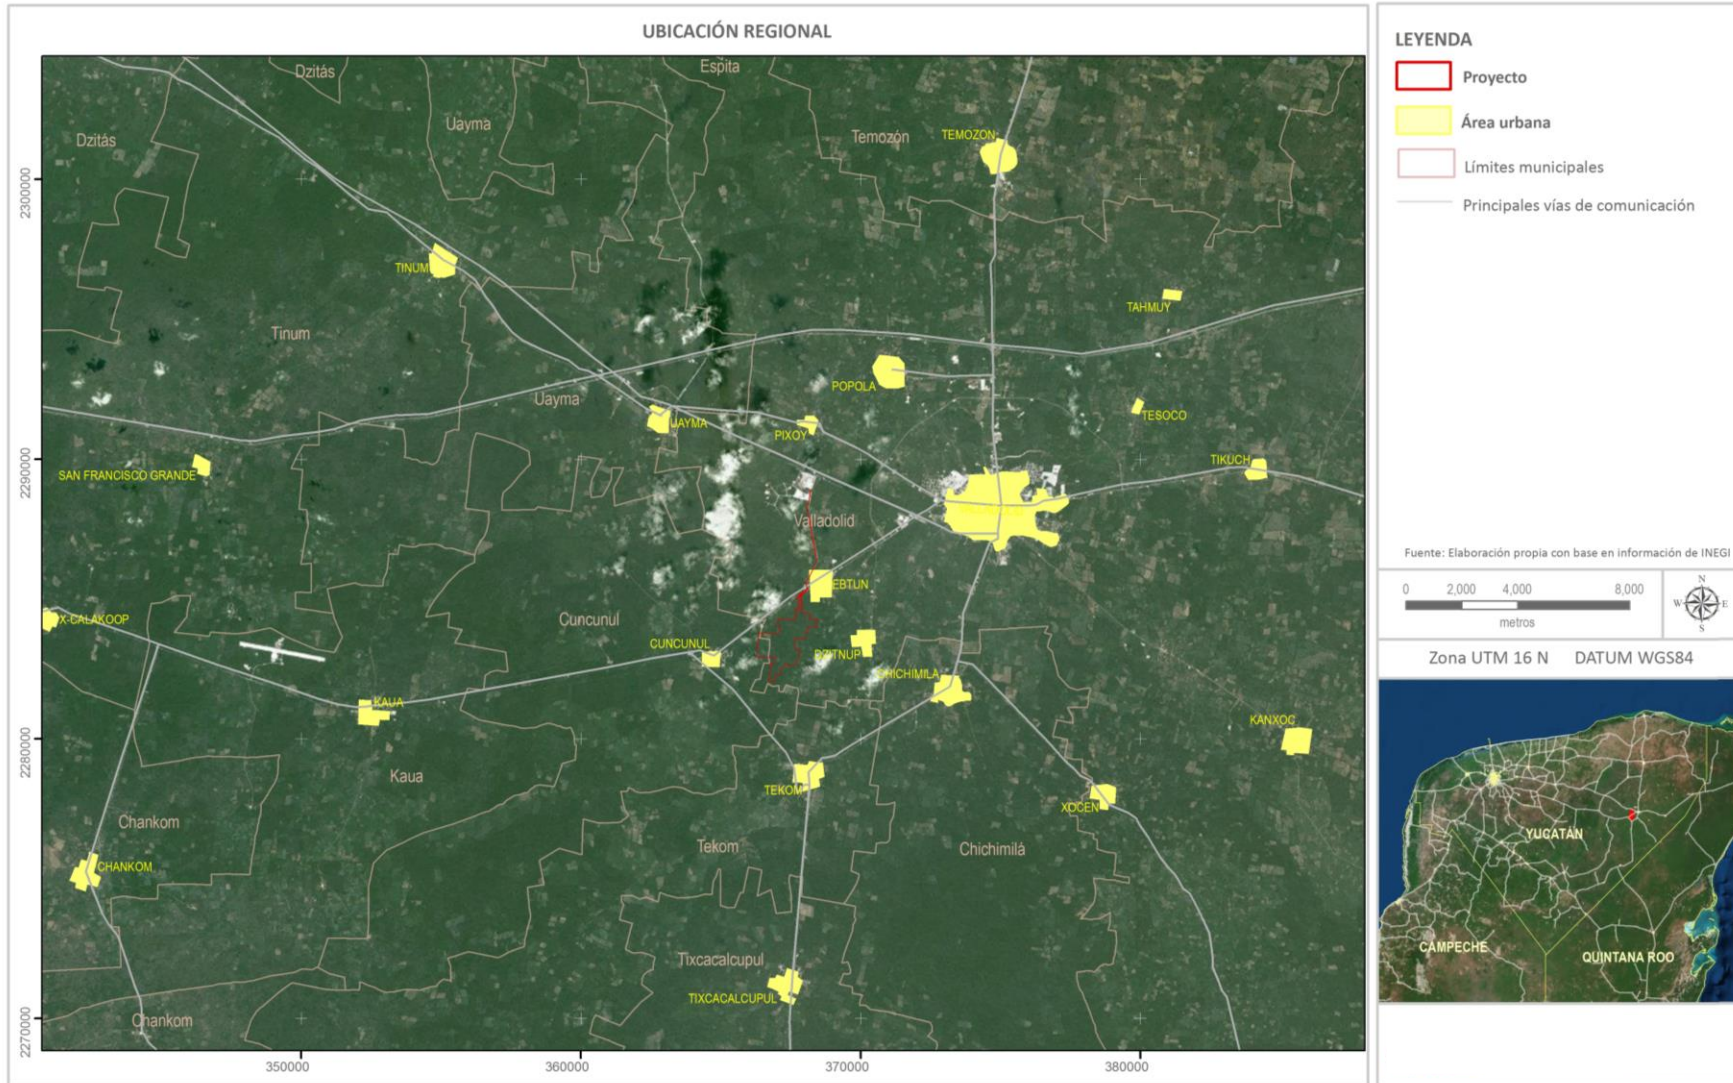 UBICACIÓN REGIONAL
Dzitás
Espita
Uayma
Dzitás
Temozón
TEMOZON
2300000
TINUM
TAHMUY
Tinum
POPOLA
Uayma
TESOCO
UAYMA
PIXOY
TIKUCH
SAN FRANCISCO GRANDE
2290000
Valladolid
EBTUN
X-CALAKOOP
Cuncunul
CUNCUNUL
DZITNUP
CHICHIMILA
KAUA
KANXOC
2280000
Kaua
TEKOM
XOCEN
Chankom
Tekom
Chichimilá
CHANKOM
Tixcacalcupul
TIXCACALCUPUL
Chankom
2270000
350000
360000
370000
380000
LEYENDA
Proyecto
Área urbana
Límites municipales
Principales vías de comunicación
Fuente: Elaboración propia con base en información de INEGI
0 2,000 4,000 8,000
metros
N
W E
S
Zona UTM 16 N DATUM WGS84
YUCATÁN
CAMPECHE
QUINTANA ROO